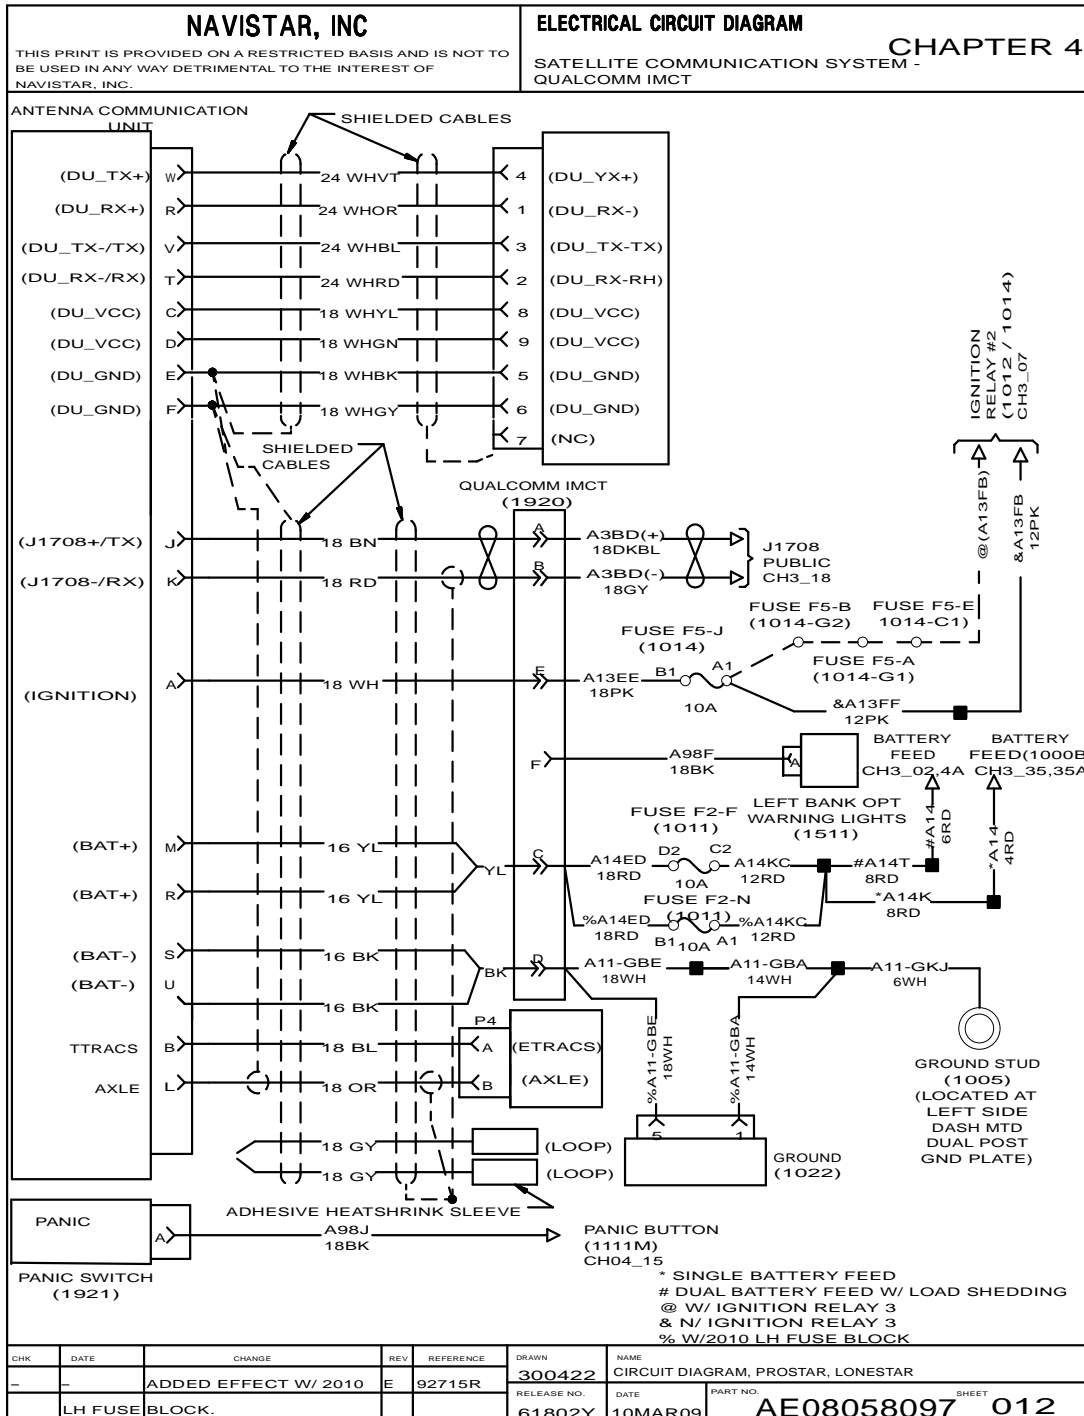 NAVISTAR, INC
THIS PRINT IS PROVIDED ON A RESTRICTED BASIS AND IS NOT TO
BE USED IN ANY WAY DETRIMENTAL TO THE INTEREST OF
NAVISTAR, INC.
ELECTRICAL CIRCUIT DIAGRAM
CHAPTER 4
SATELLITE COMMUNICATION SYSTEM -
QUALCOMM IMCT
ANTENNA COMMUNICATION
UNIT
SHIELDED CABLES
(DU_TX+) W 24 WHVT 4 (DU_YX+)
(DU_RX+) R 24 WHOR 1 (DU_RX-)
(DU_TX-/TX) V 24 WHBL 3 (DU_TX-TX)
(DU_RX-/RX) T 24 WHRD 2 (DU_RX-RH)
(DU_VCC) C 18 WHYL 8 (DU_VCC)
(DU_VCC) D 18 WHGN 9 (DU_VCC)
(DU_GND) E 18 WHBK 5 (DU_GND)
(DU_GND) F 18 WHGY 6 (DU_GND)
7 (NC)
SHIELDED
CABLES
QUALCOMM IMCT
(1920)
IGNITION
RELAY #2
(1012 / 1014)
CH3_07
@(A13FB)
&A13FB
12PK
(J1708+/TX) J 18 BN A A3BD(+)
18DKBL
(J1708-/RX) K 18 RD B A3BD(-)
18GY
J1708
PUBLIC
CH3_18
FUSE F5-B
(1014-G2)
FUSE F5-E
1014-C1)
FUSE F5-J
(1014)
FUSE F5-A
(1014-G1)
(IGNITION) A 18 WH E A13EE
18PK
B1 A1
10A
&A13FF
12PK
F A98F
18BK
A
LEFT BANK OPT
WARNING LIGHTS
(1511)
BATTERY
FEED
CH3_02,4A
BATTERY
FEED(1000B
CH3_35,35A
#A14
6RD
*A14
4RD
FUSE F2-F
(1011)
(BAT+) M 16 YL
(BAT+) R 16 YL
YL C A14ED
18RD
D2 C2
10A
A14KC
12RD
#A14T
8RD
*A14K
8RD
FUSE F2-N
(1011)
%A14ED
18RD
B1 10A A1
%A14KC
12RD
(BAT-) S 16 BK
(BAT-) U 16 BK
BK D A11-GBE
18WH
A11-GBA
14WH
A11-GKJ
6WH
%A11-GBE
18WH
%A11-GBA
14WH
P4
TTRACS B 18 BL A (ETRACS)
AXLE L 18 OR B (AXLE)
GROUND STUD
(1005)
(LOCATED AT
LEFT SIDE
DASH MTD
DUAL POST
GND PLATE)
5 1
GROUND
(1022)
18 GY (LOOP)
18 GY (LOOP)
ADHESIVE HEATSHRINK SLEEVE
PANIC
A A98J
18BK
PANIC SWITCH
(1921)
PANIC BUTTON
(1111M)
CH04_15
* SINGLE BATTERY FEED
# DUAL BATTERY FEED W/ LOAD SHEDDING
@ W/ IGNITION RELAY 3
& N/ IGNITION RELAY 3
% W/2010 LH FUSE BLOCK
CHK DATE CHANGE REV REFERENCE
- - ADDED EFFECT W/ 2010 E 92715R
LH FUSE BLOCK.
DRAWN
300422
NAME
CIRCUIT DIAGRAM, PROSTAR, LONESTAR
RELEASE NO.
61802Y
DATE
10MAR09
PART NO.
AE08058097
SHEET
012